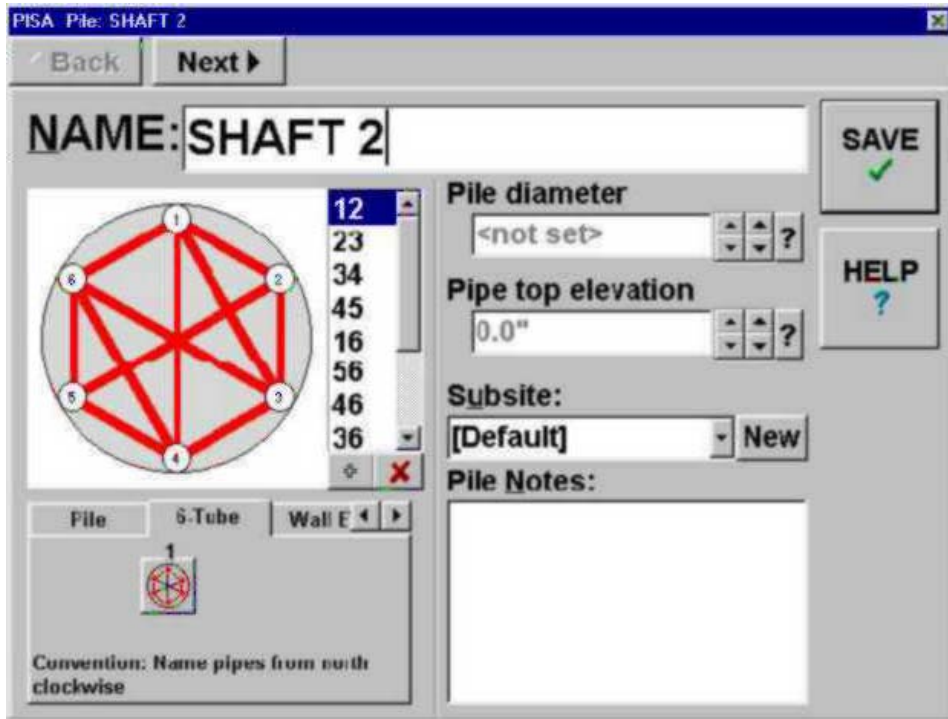 PISA Pile: SHAFT 2
Back Next
NAME: SHAFT 2
SAVE
HELP
?
1
2
3
4
5
6
12
23
34
45
16
56
46
36
Pile diameter
<not set>
?
Pipe top elevation
0.0"
?
Subsite:
[Default] New
Pile Notes:
Pile 6-Tube Wall E
1
Convention: Name pipes from north
clockwise